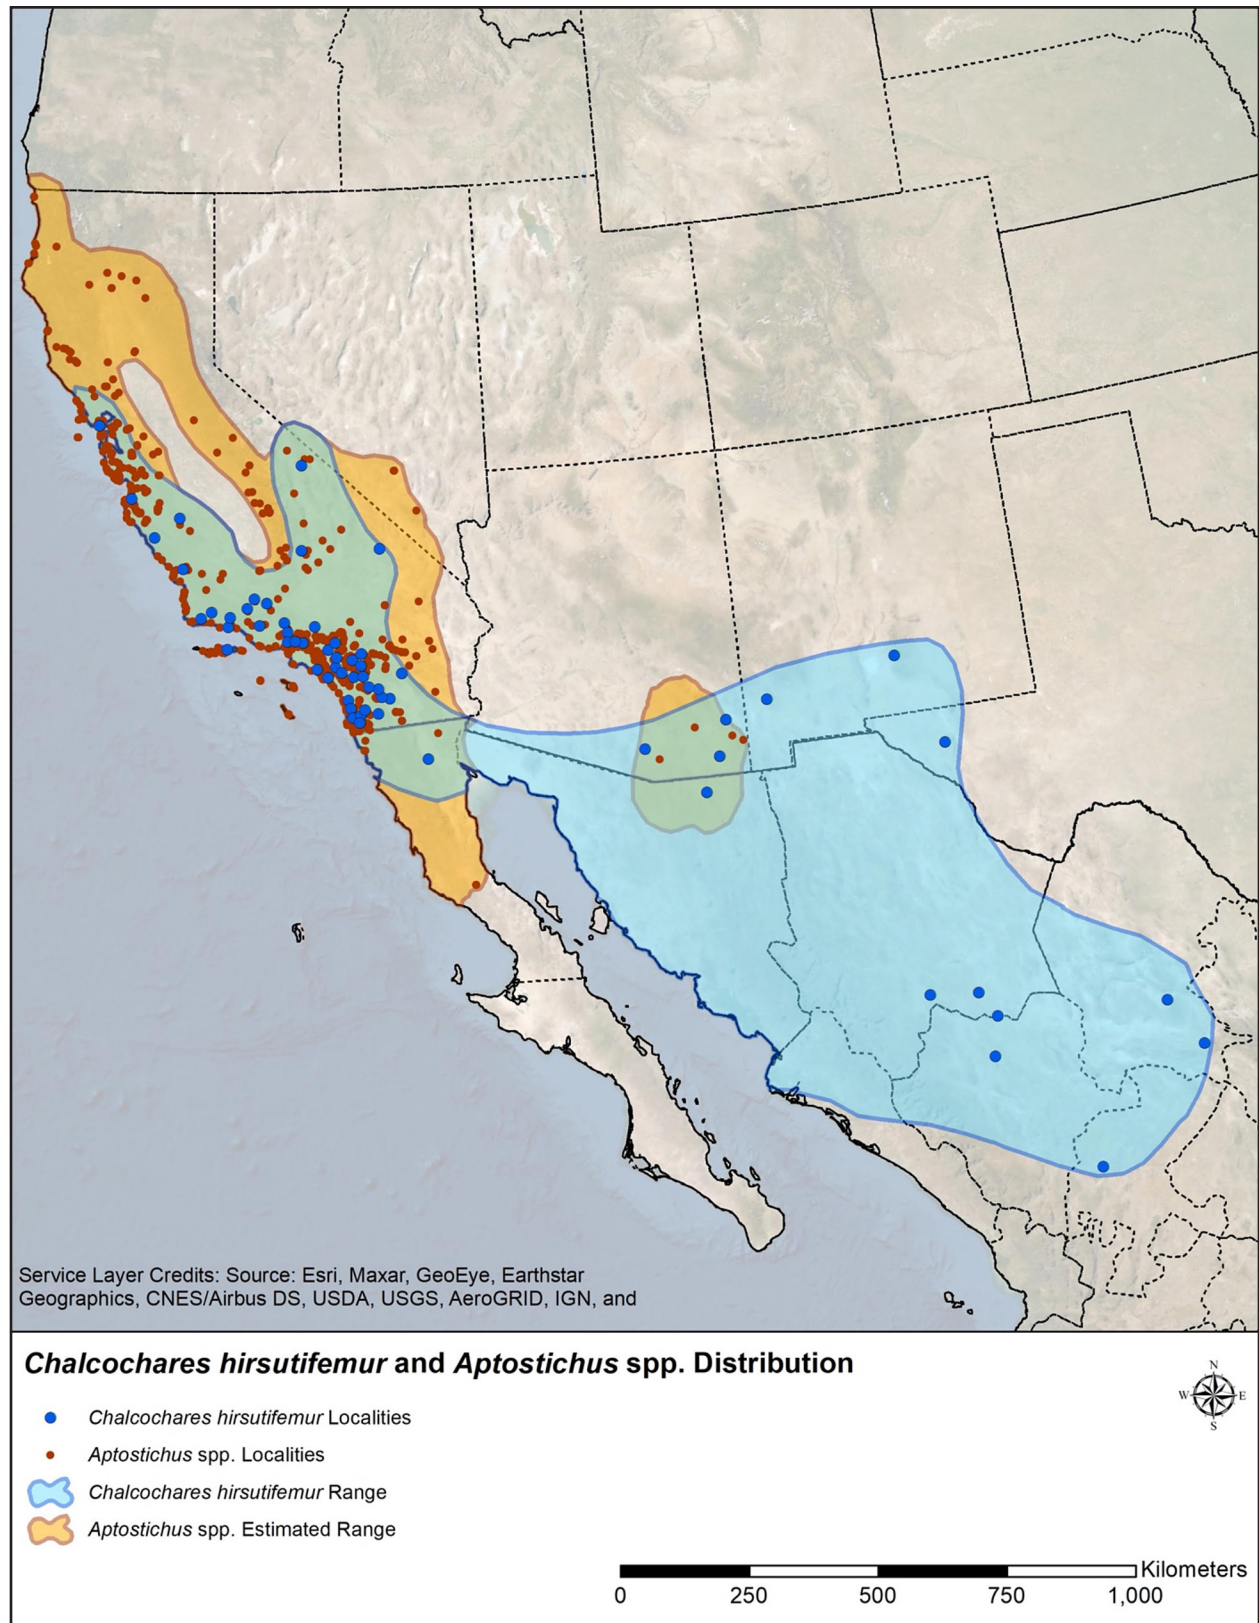 Service Layer Credits: Source: Esri, Maxar, GeoEye, Earthstar
Geographics, CNES/Airbus DS, USDA, USGS, AeroGRID, IGN, and
Chalcochares hirsutifemur and Aptostichus spp. Distribution
N
W E
S
Chalcochares hirsutifemur Localities
Aptostichus spp. Localities
Chalcochares hirsutifemur Range
Aptostichus spp. Estimated Range
Kilometers
0 250 500 750 1,000